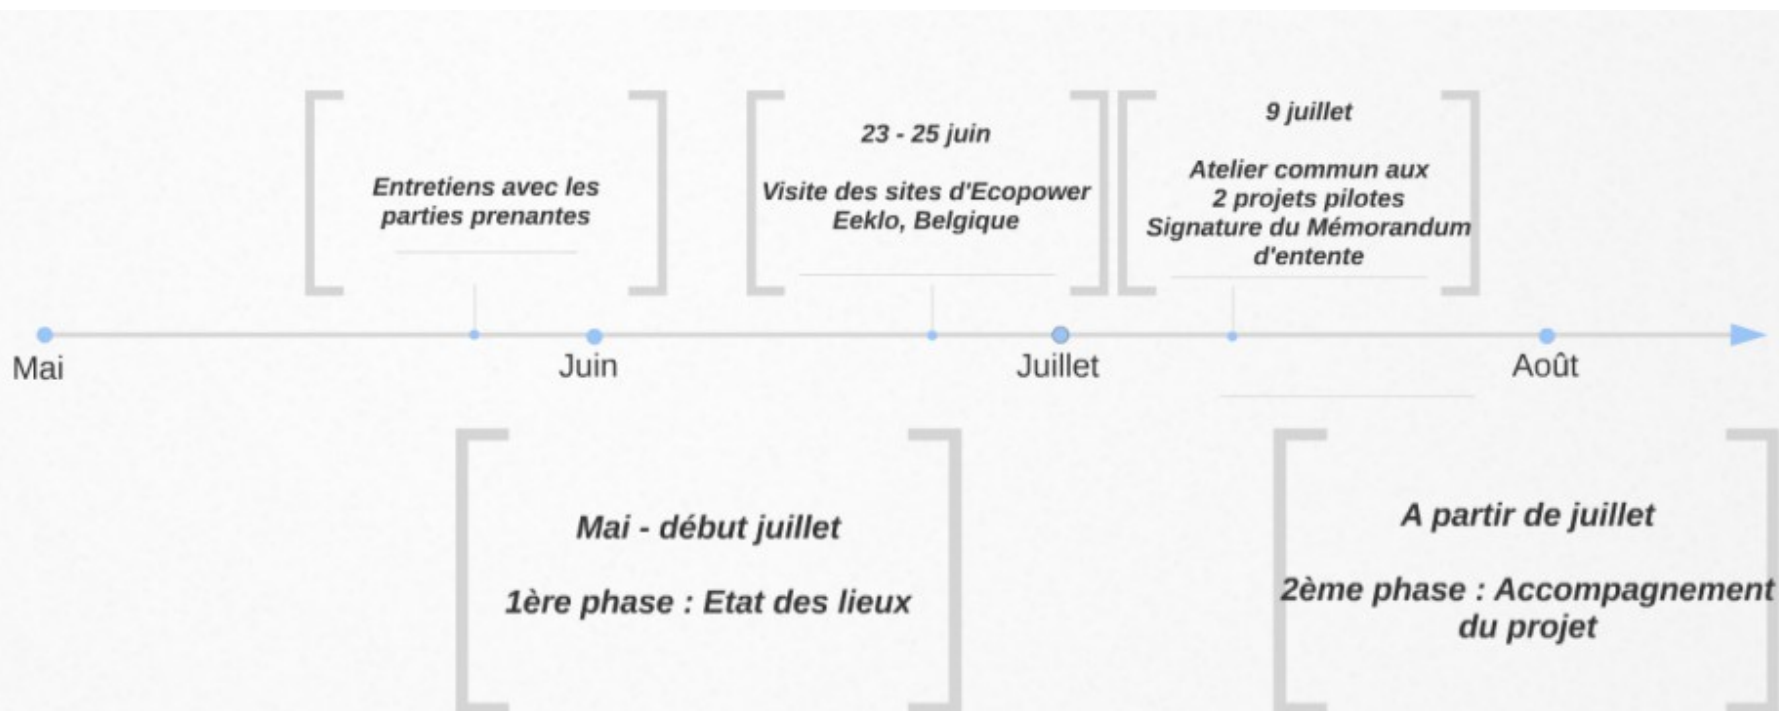 Entretiens avec les
parties prenantes
23 - 25 juin
Visite des sites d'Ecopower
Eeklo, Belgique
9 juillet
Atelier commun aux
2 projets pilotes
Signature du Mémorandum
d'entente
Mai
Juin
Juillet
Août
Mai - début juillet
1ère phase : Etat des lieux
A partir de juillet
2ème phase : Accompagnement
du projet